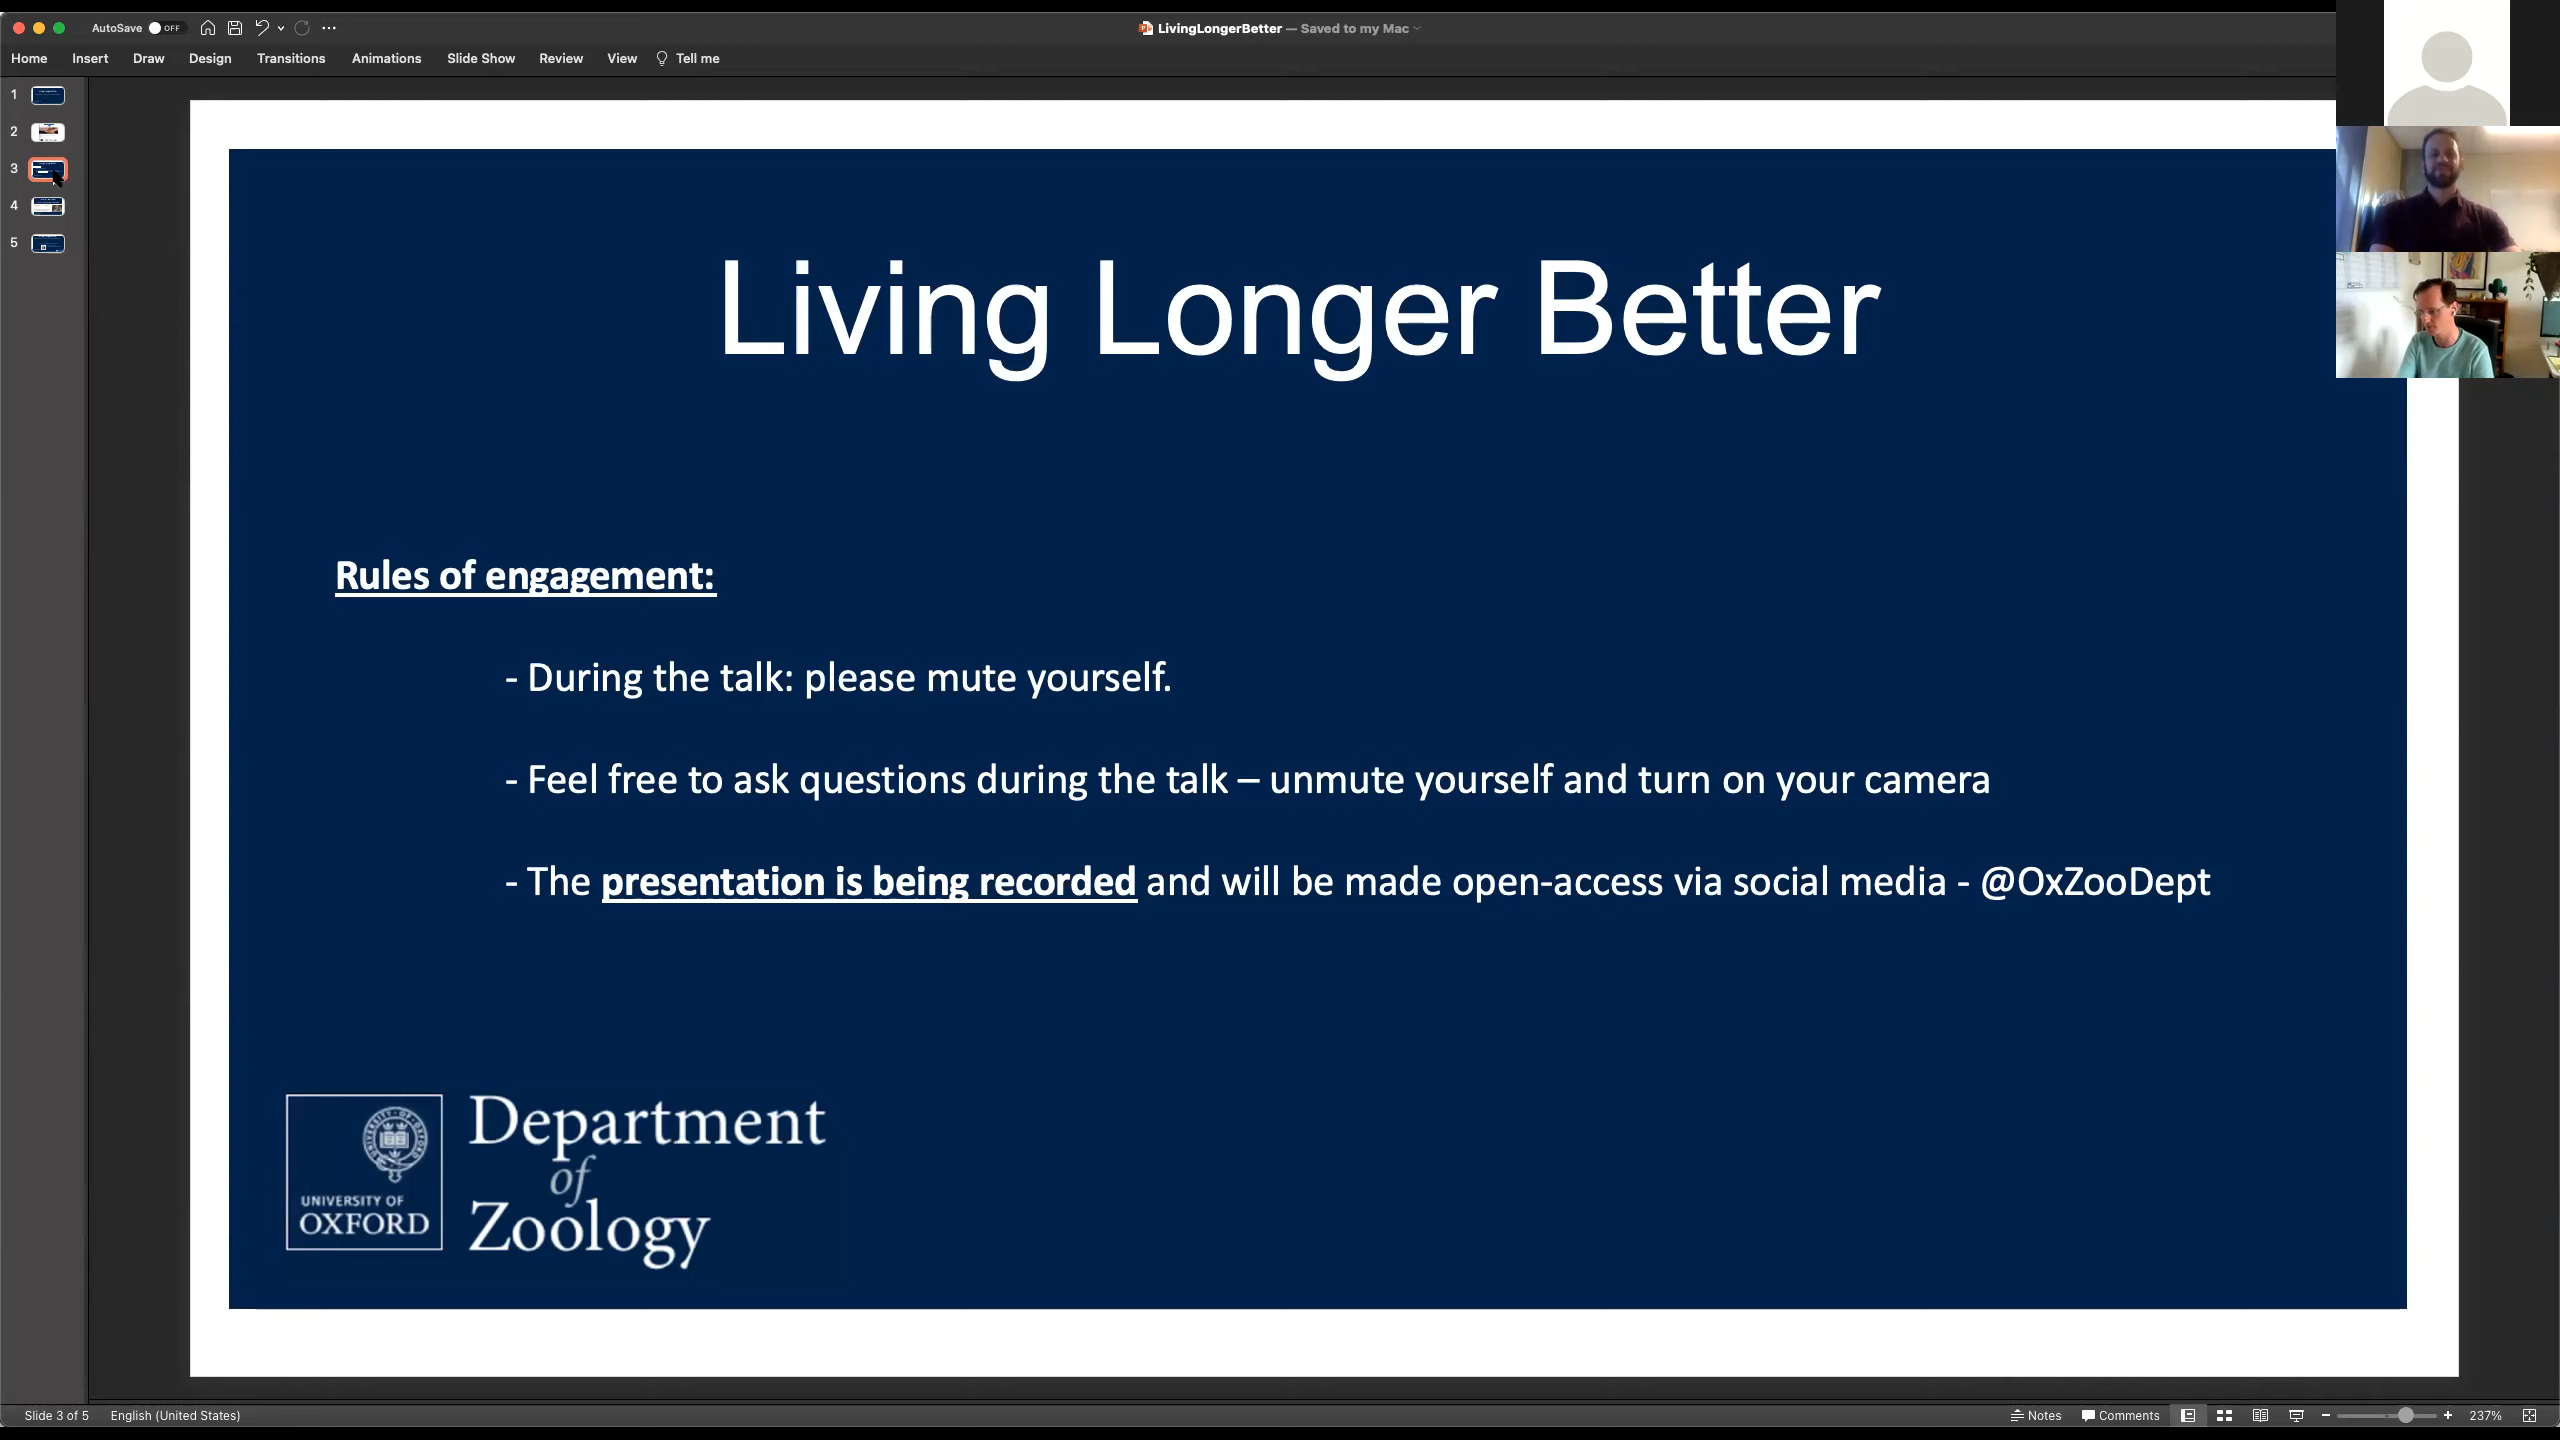 AutoSave OFF
LivingLongerBetter — Saved to my Mac
Home Insert Draw Design Transitions Animations Slide Show Review View Tell me
1
2
3
4
5
Living Longer Better
Rules of engagement:
- During the talk: please mute yourself.
- Feel free to ask questions during the talk – unmute yourself and turn on your camera
- The presentation is being recorded and will be made open-access via social media - @OxZooDept
UNIVERSITY OF
OXFORD
Department
of
Zoology
Slide 3 of 5 English (United States)
Notes Comments 237%